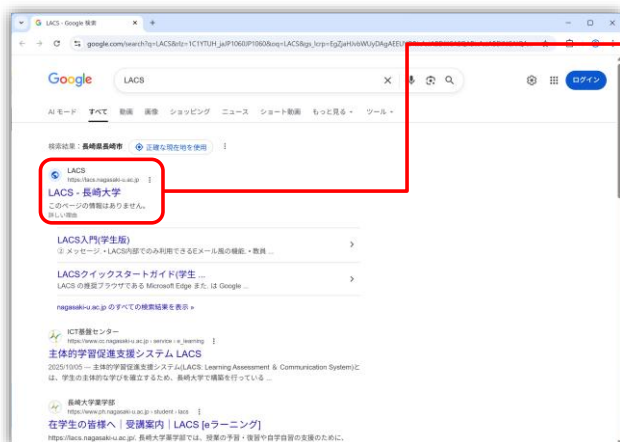 LACS - Google 検索
google.com/search?q=LACS&rlz=1C1YTUH_jaJP1060JP1060&oq=LACS&gs_lcrp=EgZjaHJvbWUyDAgAEEUY
Google
LACS
ログイン
AI モード すべて 動画 画像 ショッピング ニュース ショート動画 もっと見る ツール
検索結果：長崎県長崎市 正確な現在地を使用
LACS
https://lacs.nagasaki-u.ac.jp
LACS - 長崎大学
このページの情報はありません。
詳しい理由
LACS入門(学生版)
② メッセージ. • LACS内部でのみ利用できるEメール風の機能. • 教員 ...
LACSクイックスタートガイド(学生 ...
LACS の推奨ブラウザである Microsoft Edge また は Google ...
nagasaki-u.ac.jp のすべての検索結果を表示 »
ICT基盤センター
https://www.cc.nagasaki-u.ac.jp › service › e_learning
主体的学習促進支援システム LACS
2025/10/05 — 主体的学習促進支援システム(LACS: Learning Assessment & Communication System)と
は、学生の主体的な学びを確立するため、長崎大学で構築を行っている ...
長崎大学薬学部
https://www.ph.nagasaki-u.ac.jp › student › lacs
在学生の皆様へ｜受講案内｜LACS [eラーニング]
https://lacs.nagasaki-u.ac.jp/. 長崎大学薬学部では、授業の予習・復習や自学自習の支援のために、